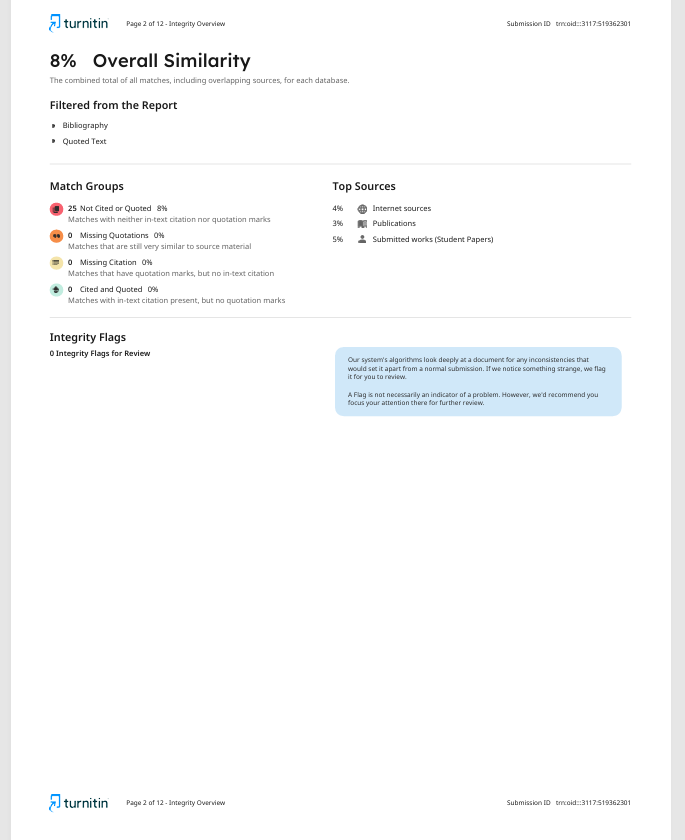 turnitin Page 2 of 12 - Integrity Overview Submission ID trn:oid:::3117:519362301
8% Overall Similarity
The combined total of all matches, including overlapping sources, for each database.
Filtered from the Report
Bibliography
Quoted Text
Match Groups
25 Not Cited or Quoted 8%
Matches with neither in-text citation nor quotation marks
0 Missing Quotations 0%
Matches that are still very similar to source material
0 Missing Citation 0%
Matches that have quotation marks, but no in-text citation
0 Cited and Quoted 0%
Matches with in-text citation present, but no quotation marks
Top Sources
4% Internet sources
3% Publications
5% Submitted works (Student Papers)
Integrity Flags
0 Integrity Flags for Review
Our system's algorithms look deeply at a document for any inconsistencies that
would set it apart from a normal submission. If we notice something strange, we flag
it for you to review.
A Flag is not necessarily an indicator of a problem. However, we'd recommend you
focus your attention there for further review.
turnitin Page 2 of 12 - Integrity Overview Submission ID trn:oid:::3117:519362301